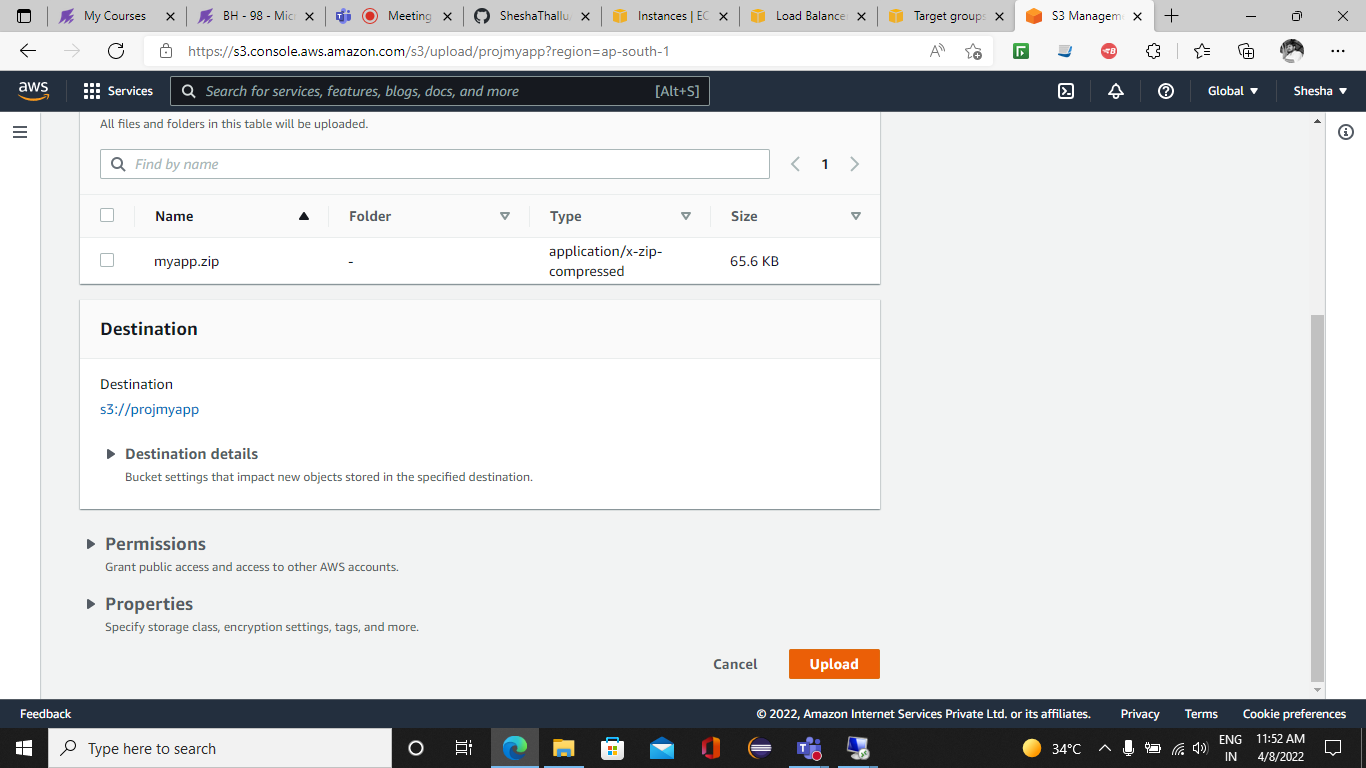 My Courses
BH - 98 - Mic
Meeting
SheshaThallu
Instances | EC
Load Balance
Target groups
S3 Managem
https://s3.console.aws.amazon.com/s3/upload/projmyapp?region=ap-south-1
aws
Services
Search for services, features, blogs, docs, and more
[Alt+S]
Global
Shesha
All files and folders in this table will be uploaded.
Find by name
1
Name Folder Type Size
myapp.zip - application/x-zip-
compressed 65.6 KB
Destination
Destination
s3://projmyapp
Destination details
Bucket settings that impact new objects stored in the specified destination.
Permissions
Grant public access and access to other AWS accounts.
Properties
Specify storage class, encryption settings, tags, and more.
Cancel Upload
Feedback
© 2022, Amazon Internet Services Private Ltd. or its affiliates.
Privacy
Terms
Cookie preferences
Type here to search
34°C
ENG
IN
11:52 AM
4/8/2022